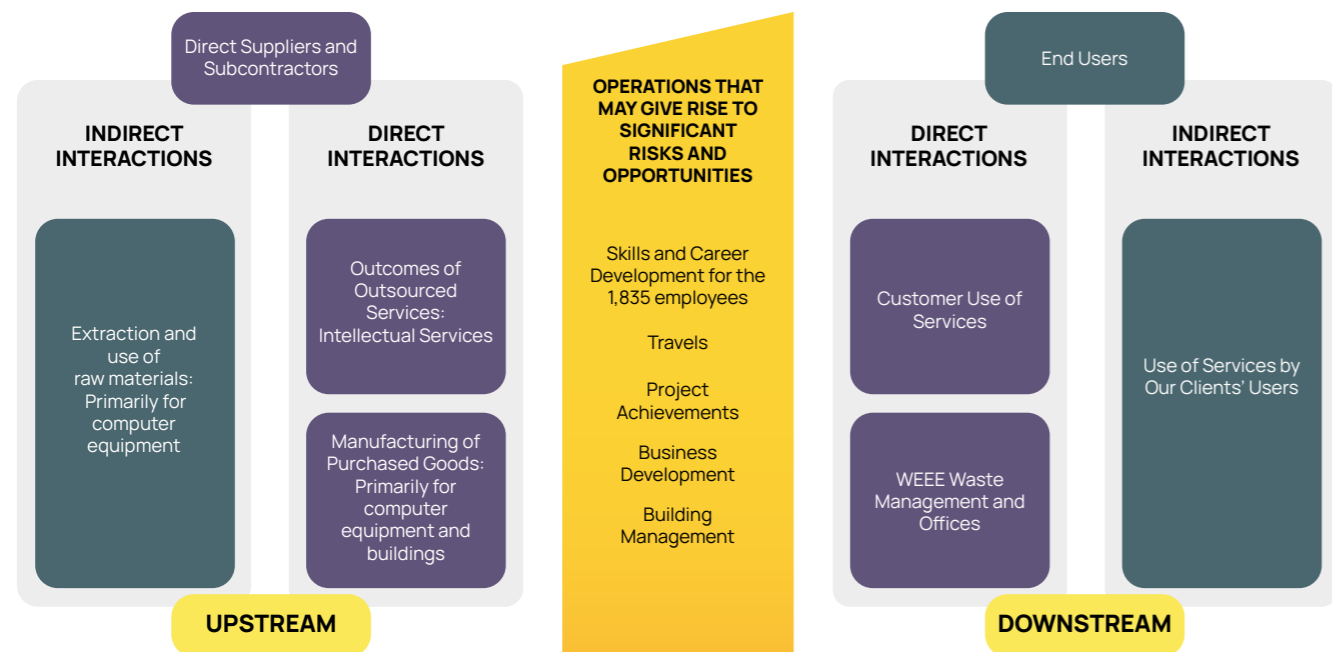 Direct Suppliers and
Subcontractors
INDIRECT
INTERACTIONS
Extraction and
use of
raw materials:
Primarily for
computer
equipment
DIRECT
INTERACTIONS
Outcomes of
Outsourced
Services:
Intellectual Services
Manufacturing of
Purchased Goods:
Primarily for
computer
equipment and
buildings
UPSTREAM
OPERATIONS THAT
MAY GIVE RISE TO
SIGNIFICANT
RISKS AND
OPPORTUNITIES
Skills and Career
Development for the
1,835 employees
Travels
Project
Achievements
Business
Development
Building
Management
End Users
DIRECT
INTERACTIONS
Customer Use of
Services
WEEE Waste
Management and
Offices
INDIRECT
INTERACTIONS
Use of Services by
Our Clients' Users
DOWNSTREAM